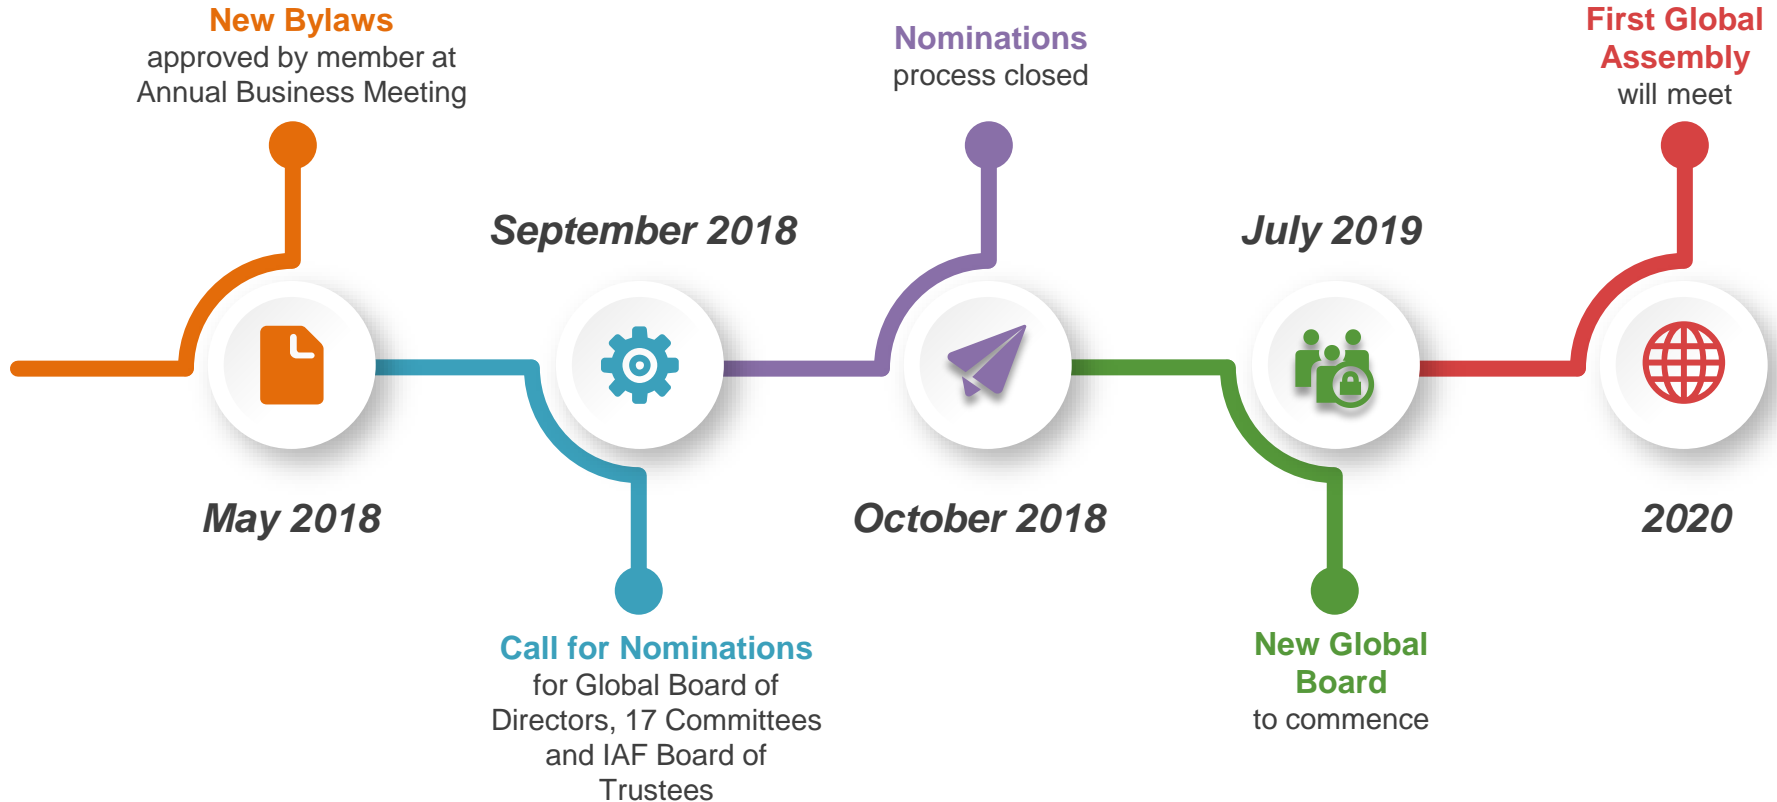 New Bylaws
approved by member at
Annual Business Meeting
May 2018
September 2018
Call for Nominations
for Global Board of
Directors, 17 Committees
and IAF Board of
Trustees
Nominations
process closed
October 2018
July 2019
New Global
Board
to commence
First Global
Assembly
will meet
2020